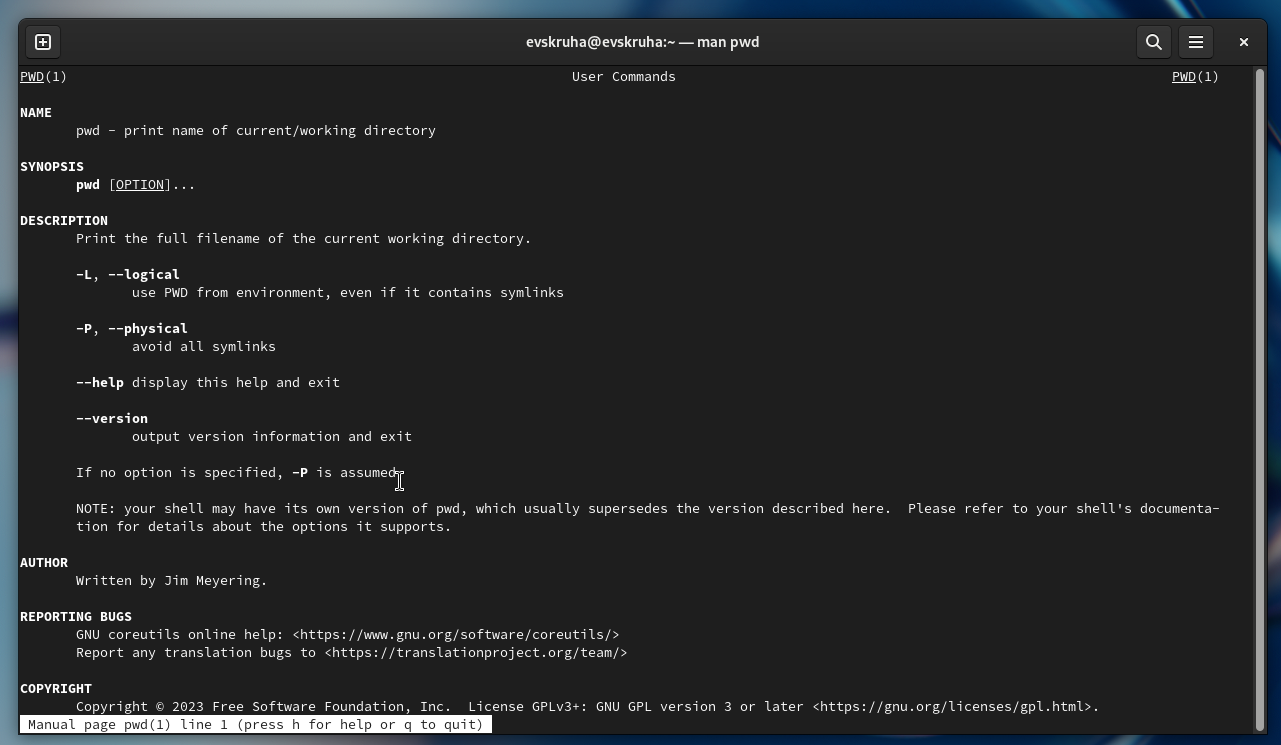 evskruha@evskruha:~ — man pwd
PWD(1) User Commands PWD(1)
NAME
pwd - print name of current/working directory
SYNOPSIS
pwd [OPTION]...
DESCRIPTION
Print the full filename of the current working directory.
-L, --logical
use PWD from environment, even if it contains symlinks
-P, --physical
avoid all symlinks
--help display this help and exit
--version
output version information and exit
If no option is specified, -P is assumed.
NOTE: your shell may have its own version of pwd, which usually supersedes the version described here.  Please refer to your shell's documenta-
tion for details about the options it supports.
AUTHOR
Written by Jim Meyering.
REPORTING BUGS
GNU coreutils online help: <https://www.gnu.org/software/coreutils/>
Report any translation bugs to <https://translationproject.org/team/>
COPYRIGHT
Copyright © 2023 Free Software Foundation, Inc.  License GPLv3+: GNU GPL version 3 or later <https://gnu.org/licenses/gpl.html>.
Manual page pwd(1) line 1 (press h for help or q to quit)